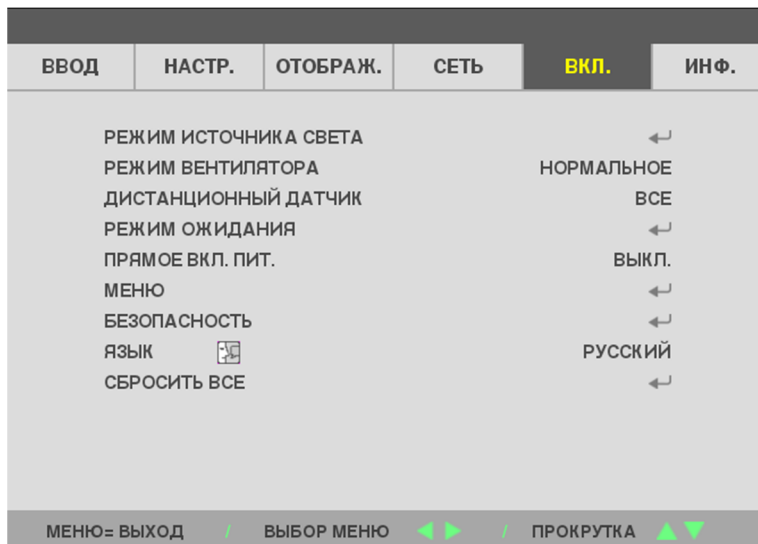 ВВОД НАСТР. ОТОБРАЖ. СЕТЬ ВКЛ. ИНФ.
РЕЖИМ ИСТОЧНИКА СВЕТА
РЕЖИМ ВЕНТИЛЯТОРА НОРМАЛЬНОЕ
ДИСТАНЦИОННЫЙ ДАТЧИК ВСЕ
РЕЖИМ ОЖИДАНИЯ
ПРЯМОЕ ВКЛ. ПИТ. ВЫКЛ.
МЕНЮ
БЕЗОПАСНОСТЬ
ЯЗЫК РУССКИЙ
СБРОСИТЬ ВСЕ
МЕНЮ= ВЫХОД / ВЫБОР МЕНЮ / ПРОКРУТКА